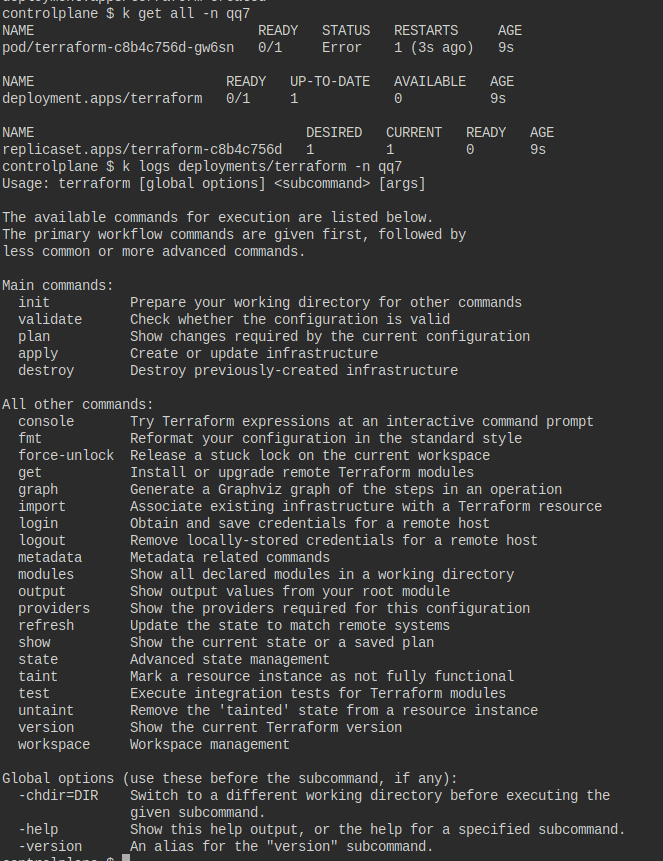 controlplane $ k get all -n qq7
NAME READY STATUS RESTARTS AGE
pod/terraform-c8b4c756d-gw6sn 0/1 Error 1 (3s ago) 9s
NAME READY UP-TO-DATE AVAILABLE AGE
deployment.apps/terraform 0/1 1 0 9s
NAME DESIRED CURRENT READY AGE
replicaset.apps/terraform-c8b4c756d 1 1 0 9s
controlplane $ k logs deployments/terraform -n qq7
Usage: terraform [global options] <subcommand> [args]
The available commands for execution are listed below.
The primary workflow commands are given first, followed by
less common or more advanced commands.
Main commands:
init Prepare your working directory for other commands
validate Check whether the configuration is valid
plan Show changes required by the current configuration
apply Create or update infrastructure
destroy Destroy previously-created infrastructure
All other commands:
console Try Terraform expressions at an interactive command prompt
fmt Reformat your configuration in the standard style
force-unlock Release a stuck lock on the current workspace
get Install or upgrade remote Terraform modules
graph Generate a Graphviz graph of the steps in an operation
import Associate existing infrastructure with a Terraform resource
login Obtain and save credentials for a remote host
logout Remove locally-stored credentials for a remote host
metadata Metadata related commands
modules Show all declared modules in a working directory
output Show output values from your root module
providers Show the providers required for this configuration
refresh Update the state to match remote systems
show Show the current state or a saved plan
state Advanced state management
taint Mark a resource instance as not fully functional
test Execute integration tests for Terraform modules
untaint Remove the 'tainted' state from a resource instance
version Show the current Terraform version
workspace Workspace management
Global options (use these before the subcommand, if any):
-chdir=DIR Switch to a different working directory before executing the
given subcommand.
-help Show this help output, or the help for a specified subcommand.
-version An alias for the "version" subcommand.
controlplane $